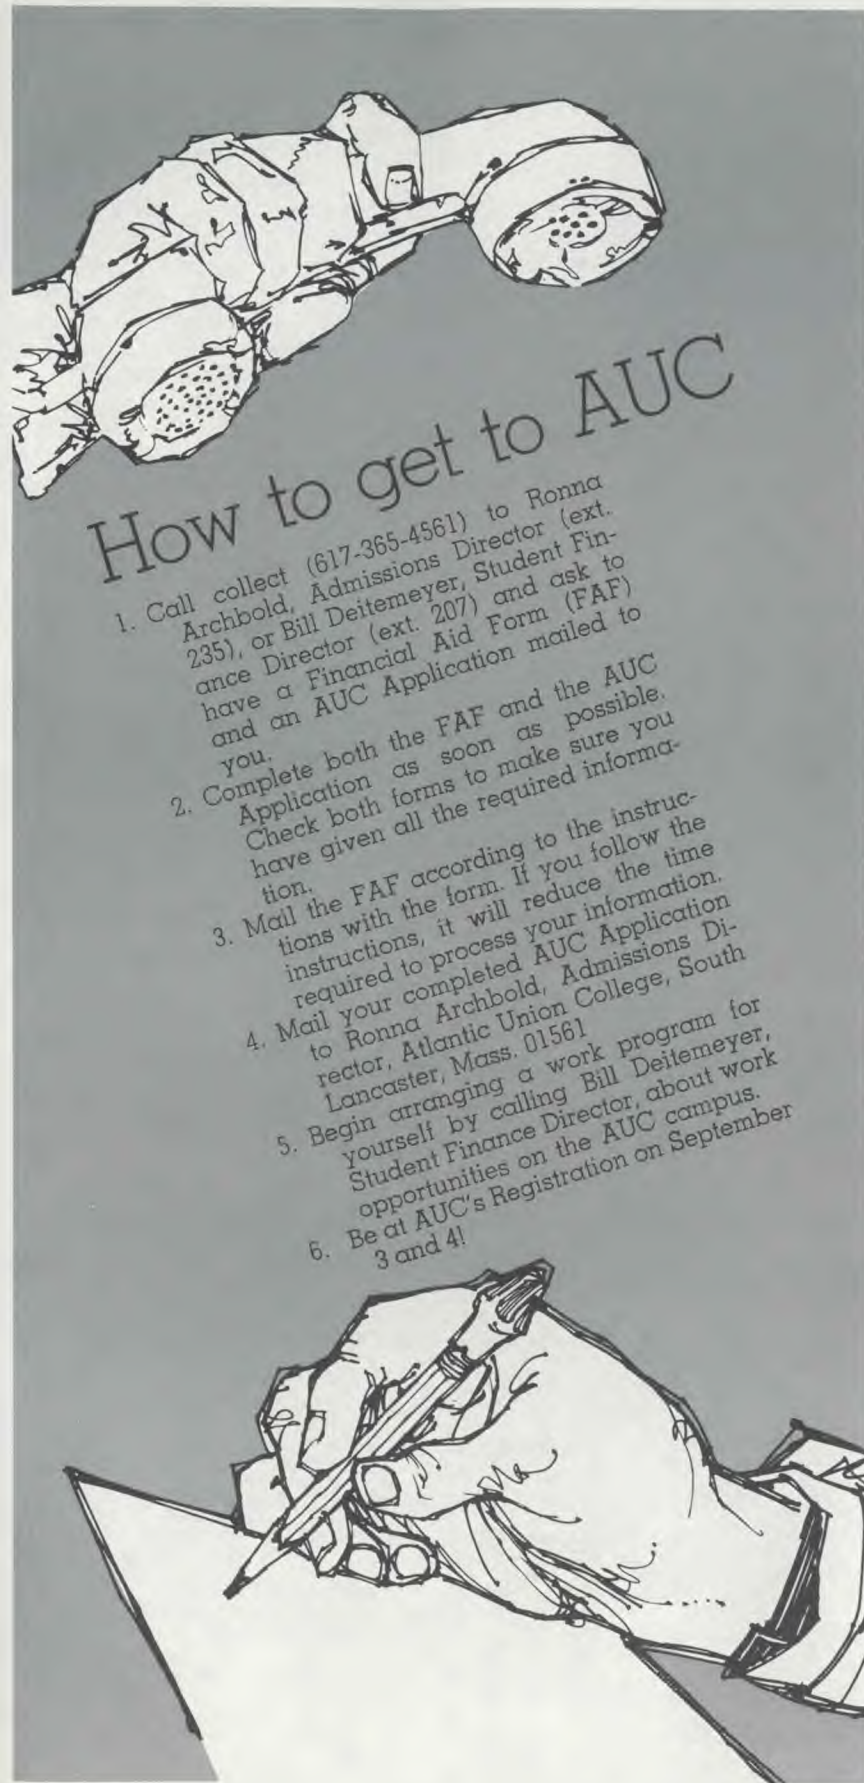 How to get to AUC
1. Call collect (617-365-4561) to Ronna
Archbold, Admissions Director (ext.
235), or Bill Deitemeyer, Student Fin-
ance Director (ext. 207) and ask to
have a Financial Aid Form (FAF)
and an AUC Application mailed to
you.
2. Complete both the FAF and the AUC
Application as soon as possible.
Check both forms to make sure you
have given all the required informa-
tion.
3. Mail the FAF according to the instruc-
tions with the form. If you follow the
instructions, it will reduce the time
required to process your information.
4. Mail your completed AUC Application
to Ronna Archbold, Admissions Di-
rector, Atlantic Union College, South
Lancaster, Mass. 01561
5. Begin arranging a work program for
yourself by calling Bill Deitemeyer,
Student Finance Director, about work
opportunities on the AUC campus.
6. Be at AUC's Registration on September
3 and 4!